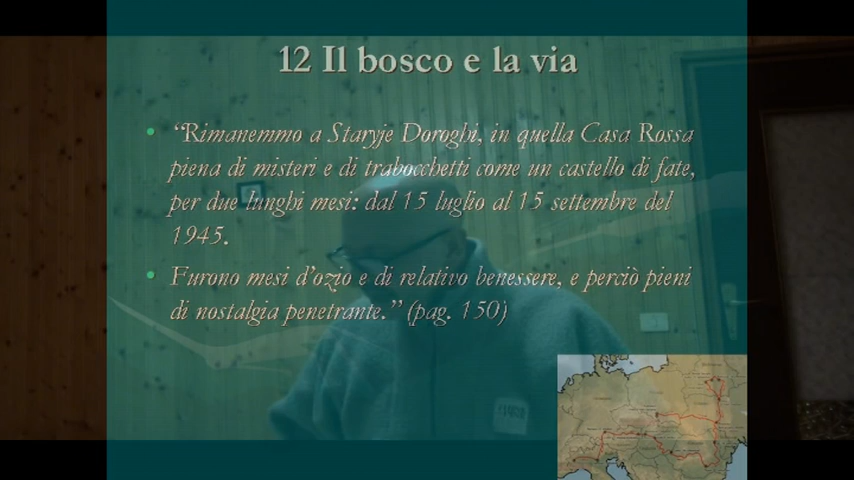 12 Il bosco e la via
• “Rimanemmo a Staryje Doroghi, in quella Casa Rossa
piena di misteri e di trabocchetti come un castello di fate,
per due lunghi mesi: dal 15 luglio al 15 settembre del
1945.
• Furono mesi d’ozio e di relativo benessere, e perciò pieni
di nostalgia penetrante.” (pag. 150)